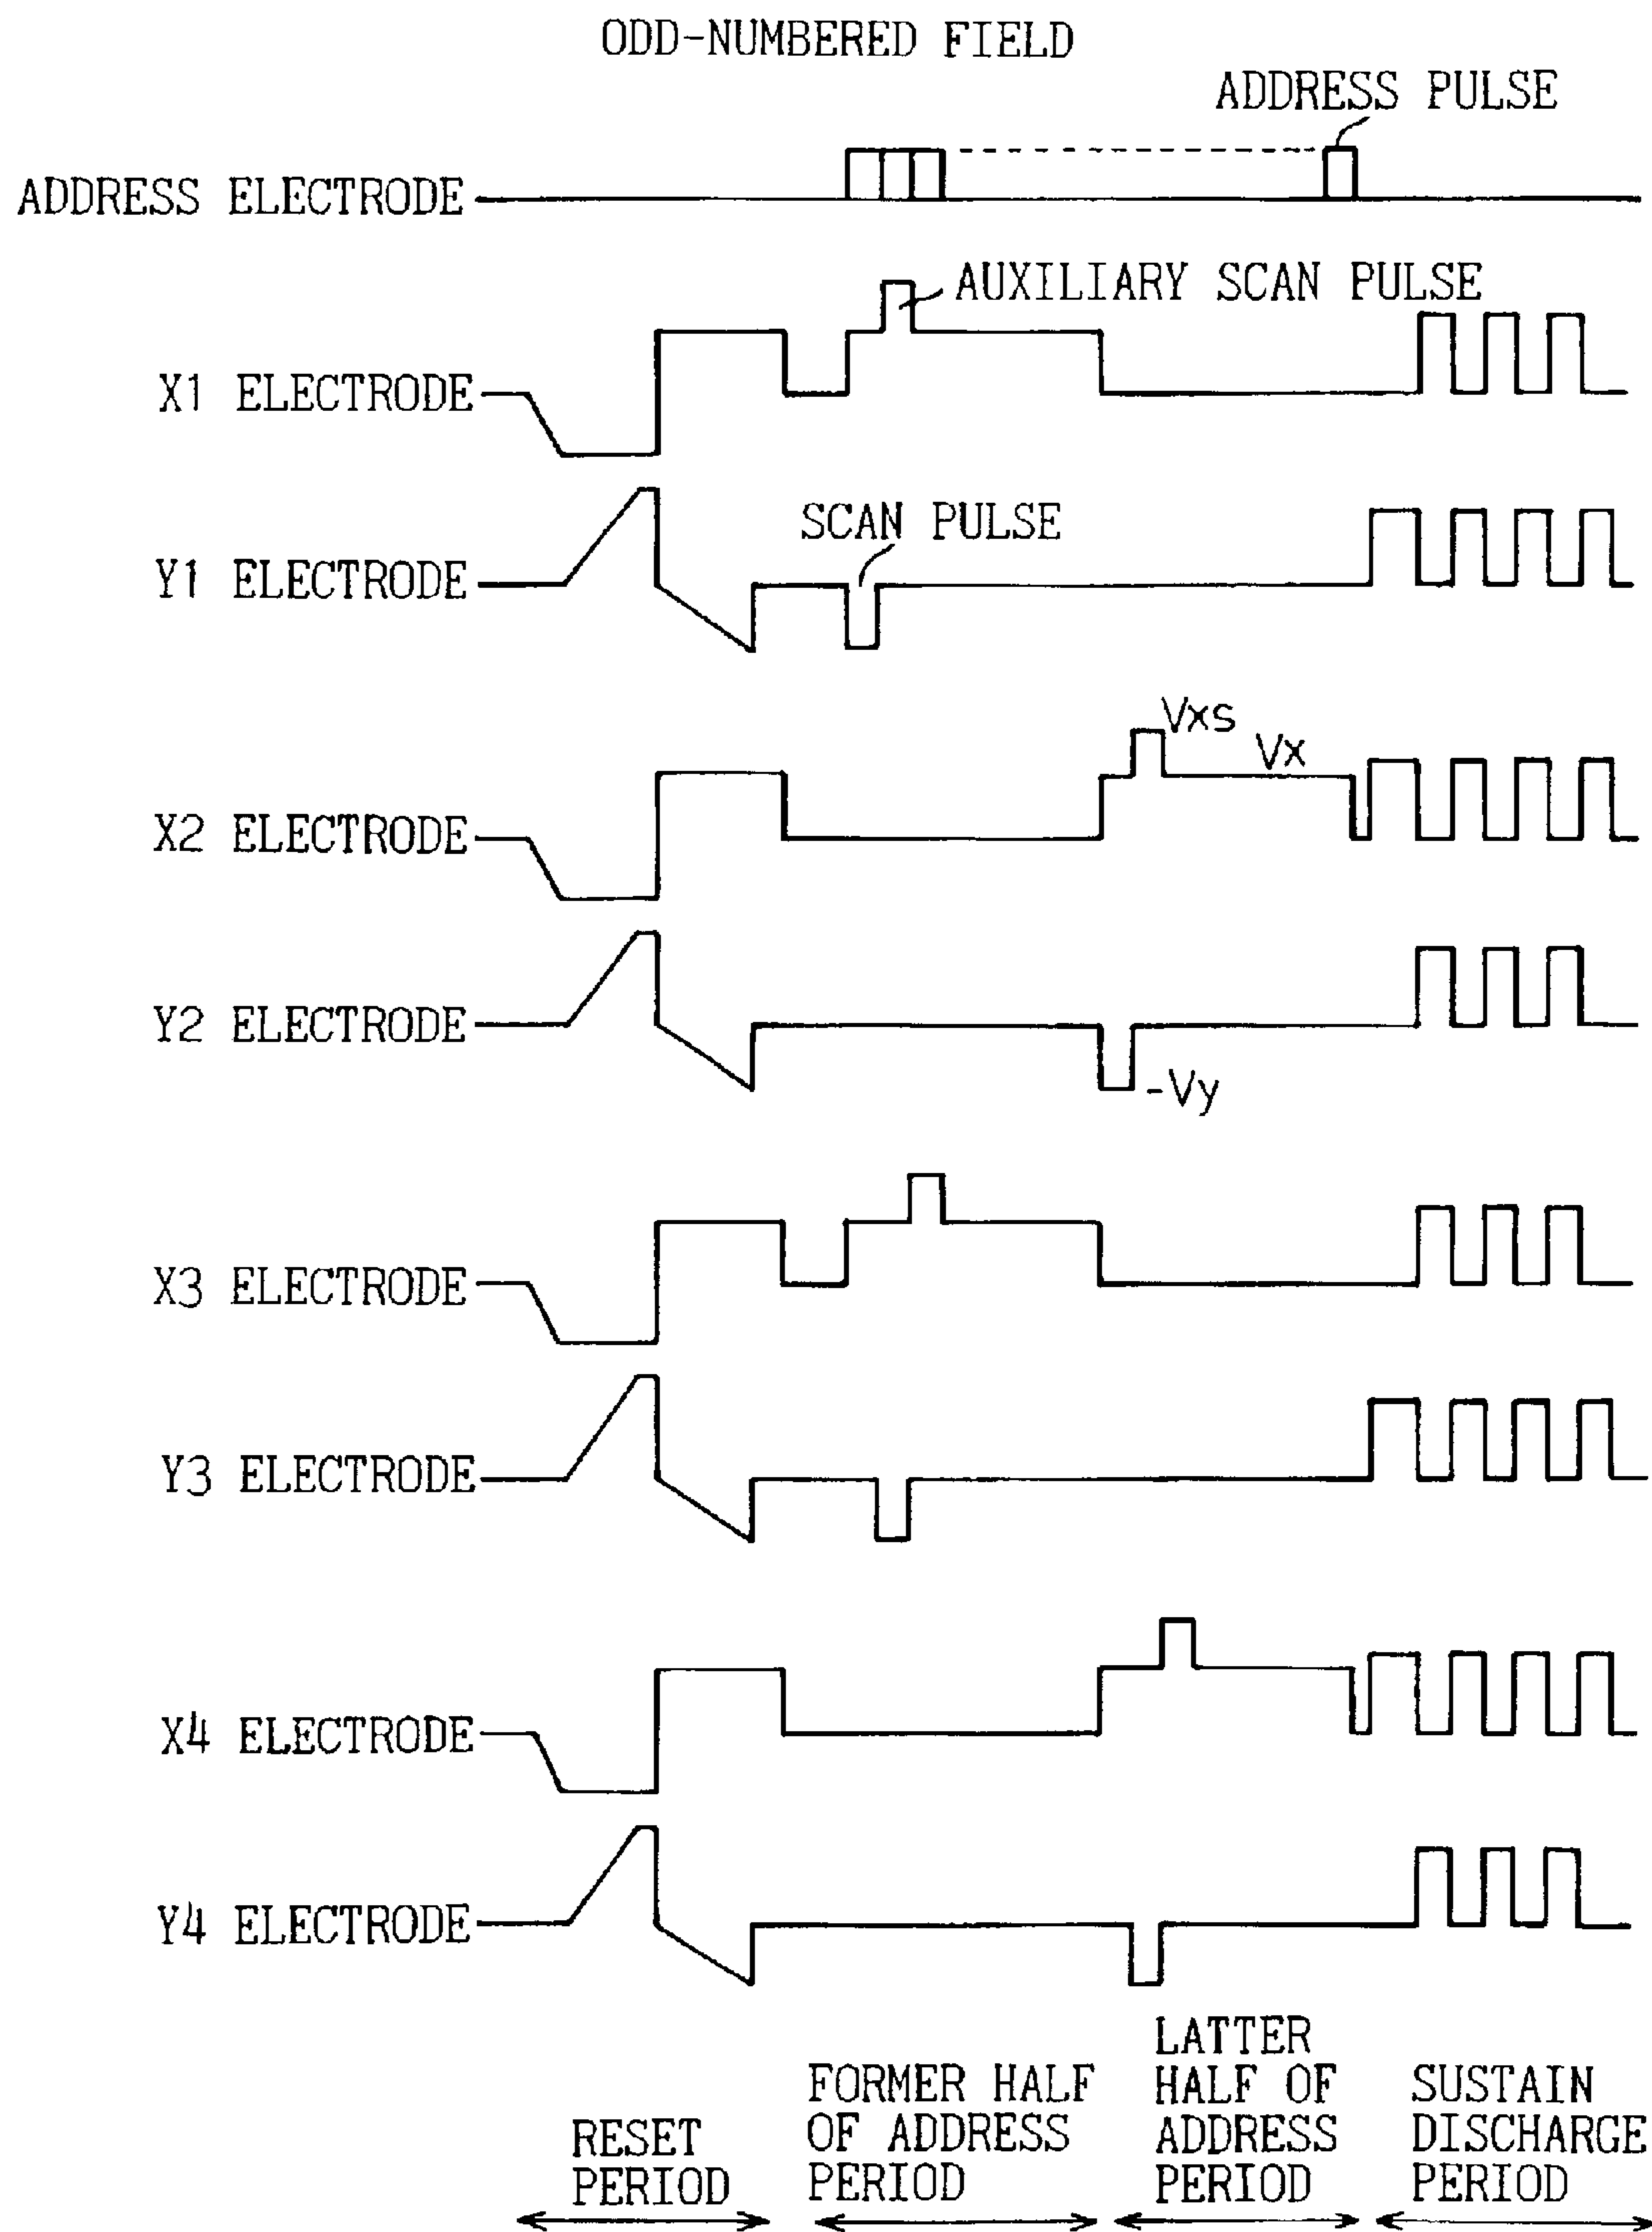 ODD-NUMBERED FIELD
ADDRESS PULSE
ADDRESS ELECTRODE
AUXILIARY SCAN PULSE
X1 ELECTRODE
SCAN PULSE
Y1 ELECTRODE
Vxs
Vx
X2 ELECTRODE
Y2 ELECTRODE
-Vy
X3 ELECTRODE
Y3 ELECTRODE
X4 ELECTRODE
Y4 ELECTRODE
RESET
PERIOD
FORMER HALF
OF ADDRESS
PERIOD
LATTER
HALF OF
ADDRESS
PERIOD
SUSTAIN
DISCHARGE
PERIOD